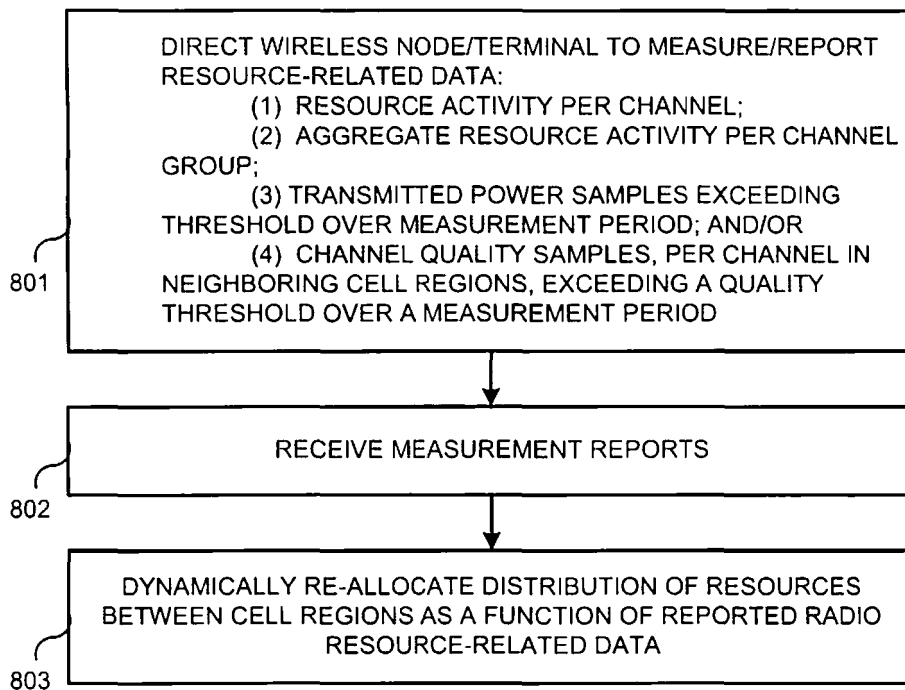 DIRECT WIRELESS NODE/TERMINAL TO MEASURE/REPORT
RESOURCE-RELATED DATA:
(1) RESOURCE ACTIVITY PER CHANNEL;
(2) AGGREGATE RESOURCE ACTIVITY PER CHANNEL
GROUP;
(3) TRANSMITTED POWER SAMPLES EXCEEDING
THRESHOLD OVER MEASUREMENT PERIOD; AND/OR
(4) CHANNEL QUALITY SAMPLES, PER CHANNEL IN
NEIGHBORING CELL REGIONS, EXCEEDING A QUALITY
THRESHOLD OVER A MEASUREMENT PERIOD
801
RECEIVE MEASUREMENT REPORTS
802
DYNAMICALLY RE-ALLOCATE DISTRIBUTION OF RESOURCES
BETWEEN CELL REGIONS AS A FUNCTION OF REPORTED RADIO
RESOURCE-RELATED DATA
803